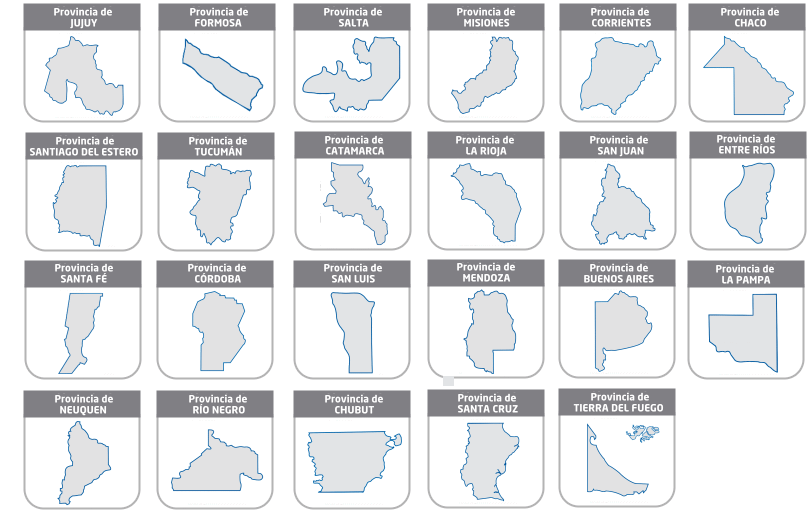 Provincia de
JUJUY
Provincia de
FORMOSA
Provincia de
SALTA
Provincia de
MISIONES
Provincia de
CORRIENTES
Provincia de
CHACO
Provincia de
SANTIAGO DEL ESTERO
Provincia de
TUCUMÁN
Provincia de
CATAMARCA
Provincia de
LA RIOJA
Provincia de
SAN JUAN
Provincia de
ENTRE RÍOS
Provincia de
SANTA FÉ
Provincia de
CÓRDOBA
Provincia de
SAN LUIS
Provincia de
MENDOZA
Provincia de
BUENOS AIRES
Provincia de
LA PAMPA
Provincia de
NEUQUEN
Provincia de
RÍO NEGRO
Provincia de
CHUBUT
Provincia de
SANTA CRUZ
Provincia de
TIERRA DEL FUEGO